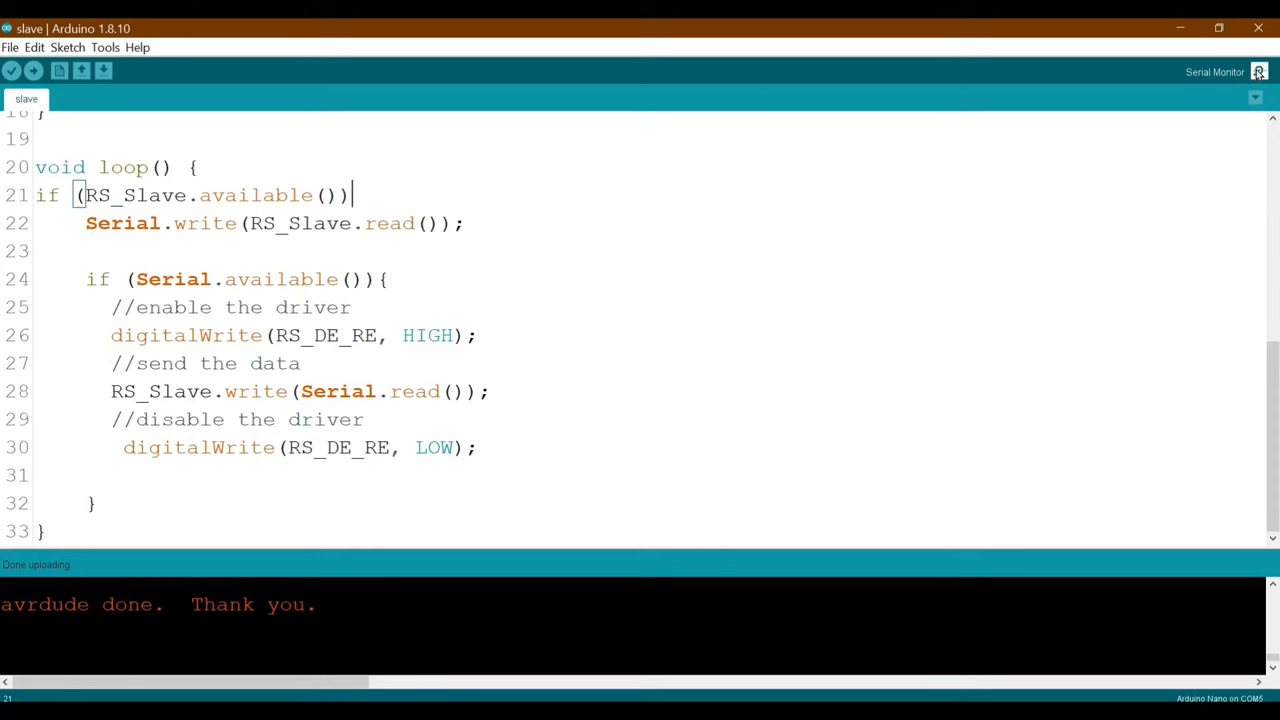 slave | Arduino 1.8.10
File Edit Sketch Tools Help
Serial Monitor
slave
18 }
19
20 void loop() {
21 if (RS_Slave.available())
22 Serial.write(RS_Slave.read());
23
24 if (Serial.available()){
25 //enable the driver
26 digitalWrite(RS_DE_RE, HIGH);
27 //send the data
28 RS_Slave.write(Serial.read());
29 //disable the driver
30 digitalWrite(RS_DE_RE, LOW);
31
32 }
33 }
Done uploading.
avrdude done. Thank you.
21
Arduino Nano on COM5